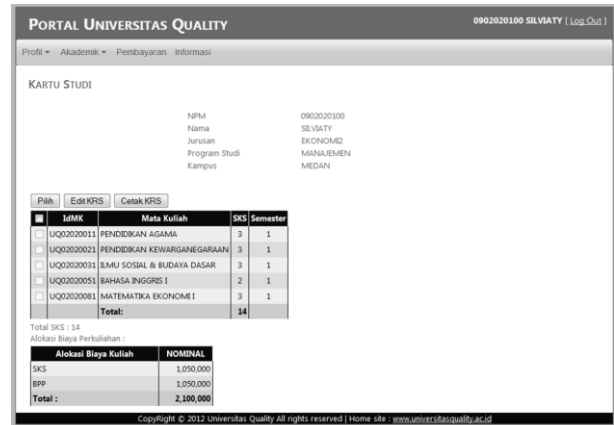 PORTAL UNIVERSITAS QUALITY
0902020100 SILVIATY [ Log Out ]
Profil Akademik Pembayaran Informasi
KARTU STUDI
NPM 0902020100
Nama SILVIATY
Jurusan EKONOMI2
Program Studi MANAJEMEN
Kampus MEDAN
Pilih Edit KRS Cetak KRS
IdMK Mata Kuliah SKS Semester
UQ02020011 PENDIDIKAN AGAMA 3 1
UQ02020021 PENDIDIKAN KEWARGANEGARAAN 3 1
UQ02020031 ILMU SOSIAL & BUDAYA DASAR 3 1
UQ02020051 BAHASA INGGRIS I 2 1
UQ02020081 MATEMATIKA EKONOMI I 3 1
Total: 14
Total SKS : 14
Alokasi Biaya Perkuliahan :
Alokasi Biaya Kuliah NOMINAL
SKS 1,050,000
BPP 1,050,000
Total : 2,100,000
CopyRight © 2012 Universitas Quality All rights reserved | Home site : www.universitasquality.ac.id